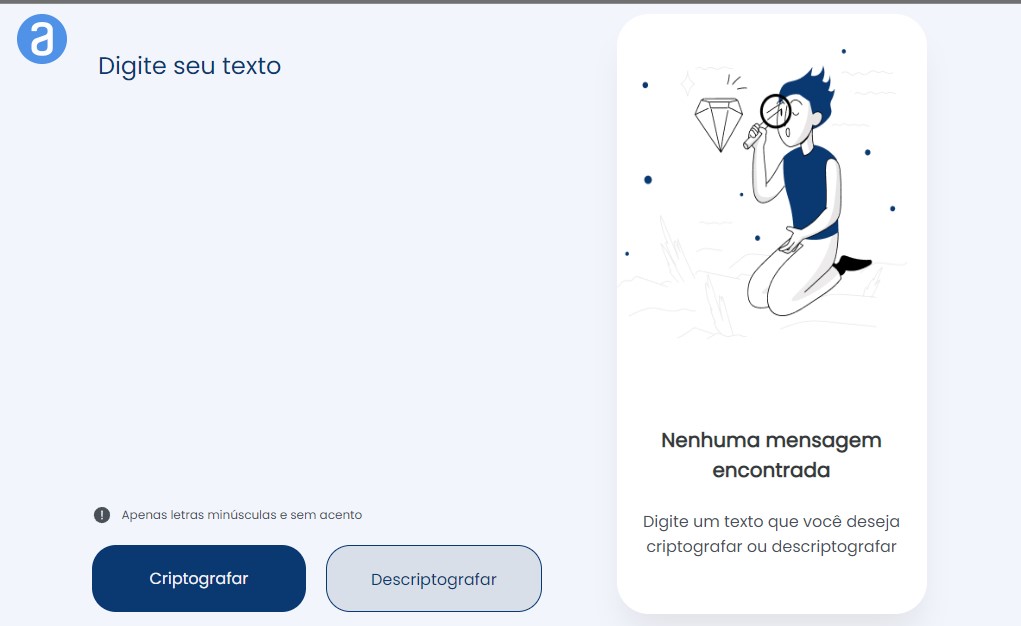 a
Digite seu texto
Apenas letras minúsculas e sem acento
Criptografar
Descriptografar
Nenhuma mensagem
encontrada
Digite um texto que você deseja
criptografar ou descriptografar